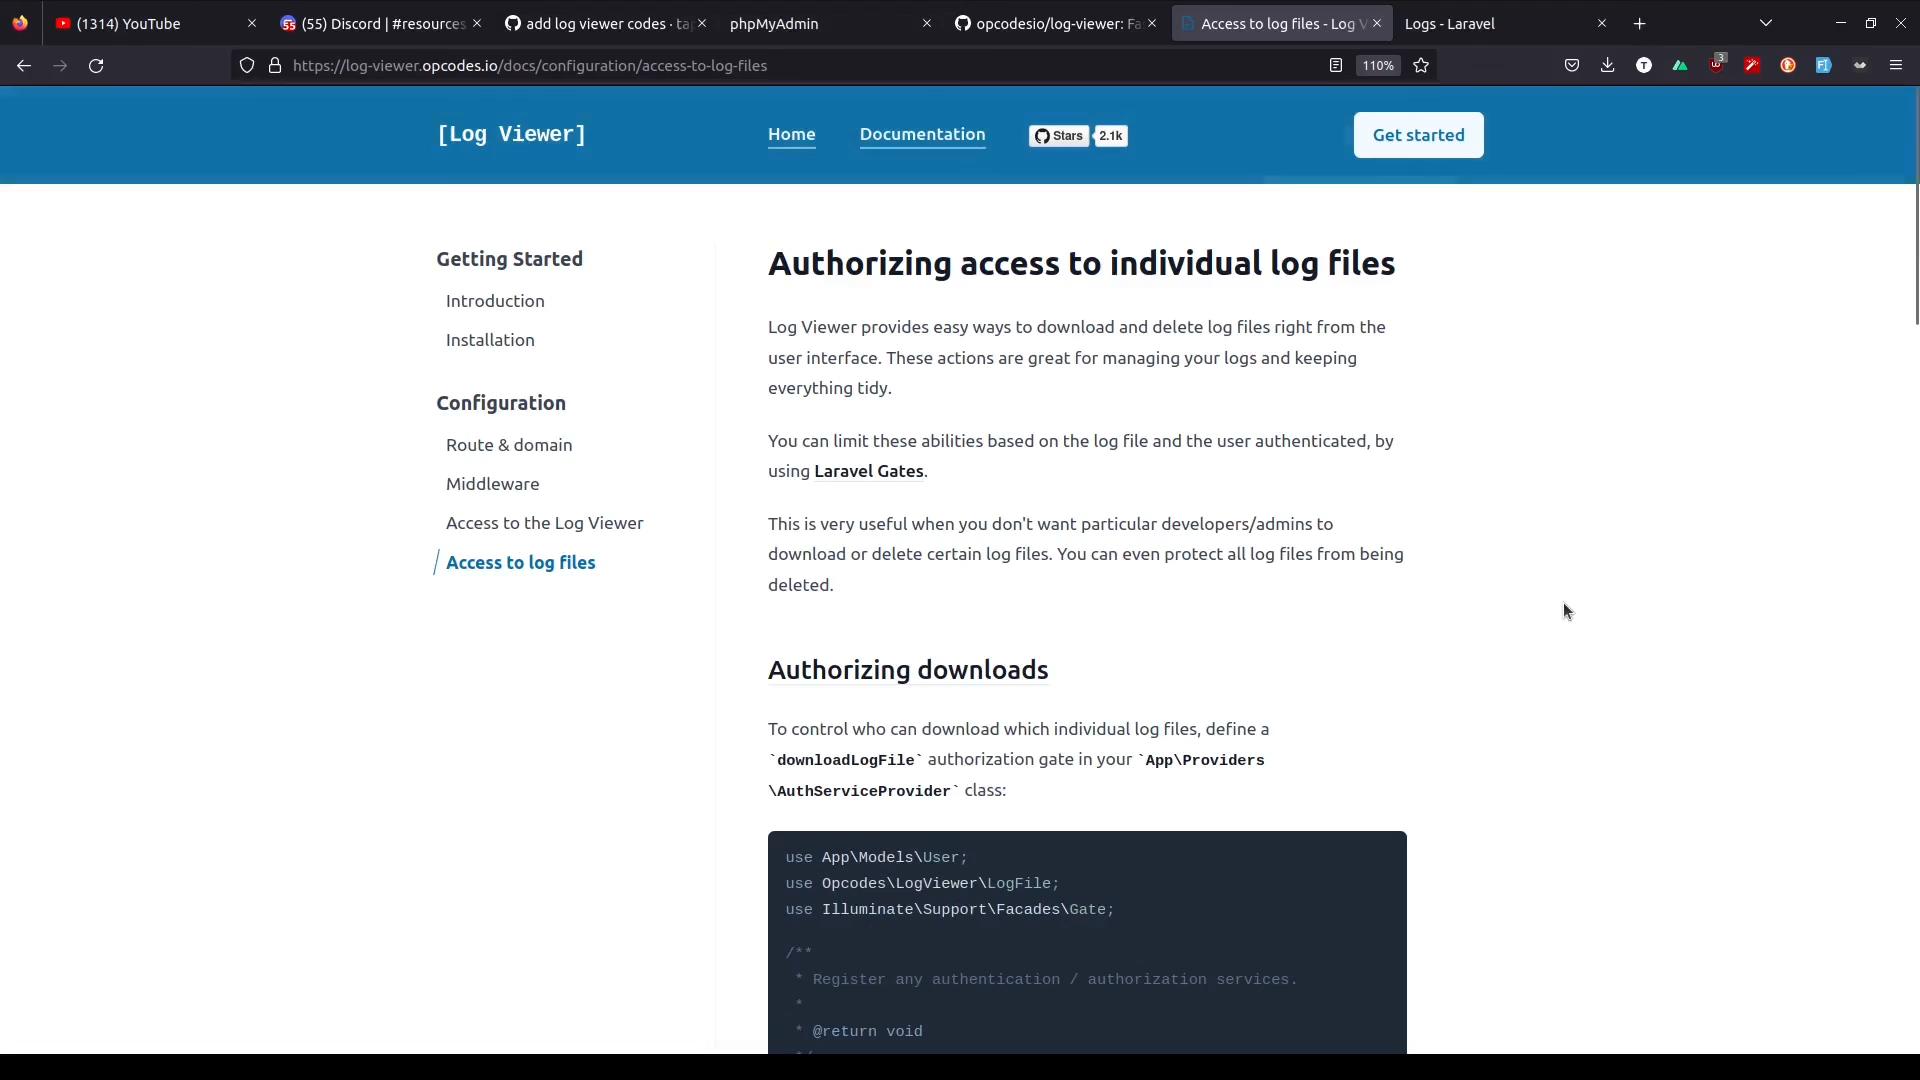 (1314) YouTube
(55) Discord | #resources
add log viewer codes · ta
phpMyAdmin
opcodesio/log-viewer: Fa
Access to log files - Log V
Logs - Laravel
https://log-viewer.opcodes.io/docs/configuration/access-to-log-files
110%
3
[Log Viewer]
Home
Documentation
Stars
2.1k
Get started
Getting Started
Introduction
Installation
Configuration
Route & domain
Middleware
Access to the Log Viewer
Access to log files
Authorizing access to individual log files
Log Viewer provides easy ways to download and delete log files right from the
user interface. These actions are great for managing your logs and keeping
everything tidy.
You can limit these abilities based on the log file and the user authenticated, by
using Laravel Gates.
This is very useful when you don't want particular developers/admins to
download or delete certain log files. You can even protect all log files from being
deleted.
Authorizing downloads
To control who can download which individual log files, define a
`downloadLogFile` authorization gate in your `App\Providers
\AuthServiceProvider` class:
use App\Models\User;
use Opcodes\LogViewer\LogFile;
use Illuminate\Support\Facades\Gate;
/**
* Register any authentication / authorization services.
*
* @return void